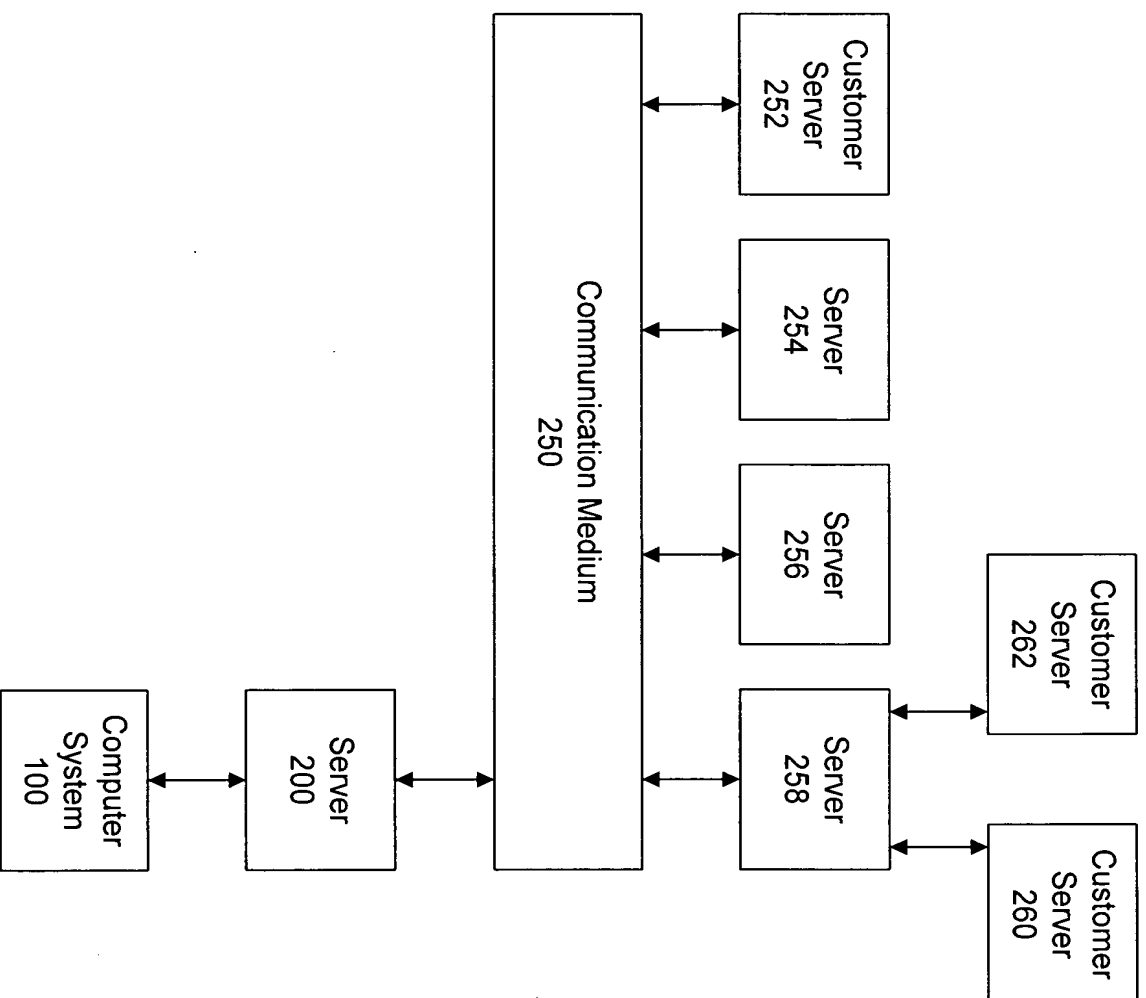 Customer
Server
252
Server
254
Server
256
Server
258
Customer
Server
262
Customer
Server
260
Communication Medium
250
Server
200
Computer
System
100